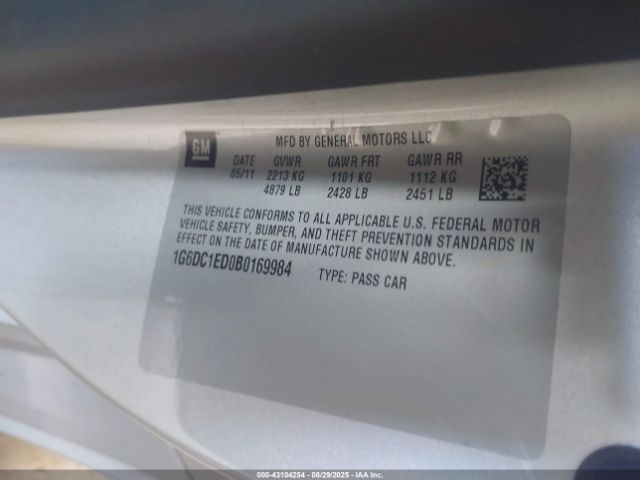 GM
MFD BY GENERAL MOTORS LLC
DATE GVWR GAWR FRT GAWR RR
05/11 2213 KG 1101 KG 1112 KG
4879 LB 2428 LB 2451 LB
THIS VEHICLE CONFORMS TO ALL APPLICABLE U.S. FEDERAL MOTOR
VEHICLE SAFETY, BUMPER, AND THEFT PREVENTION STANDARDS IN
EFFECT ON THE DATE OF MANUFACTURE SHOWN ABOVE.
1G6DC1ED0B0169984 TYPE: PASS CAR
000-43104254 | 08/29/2025 | IAAI.COM